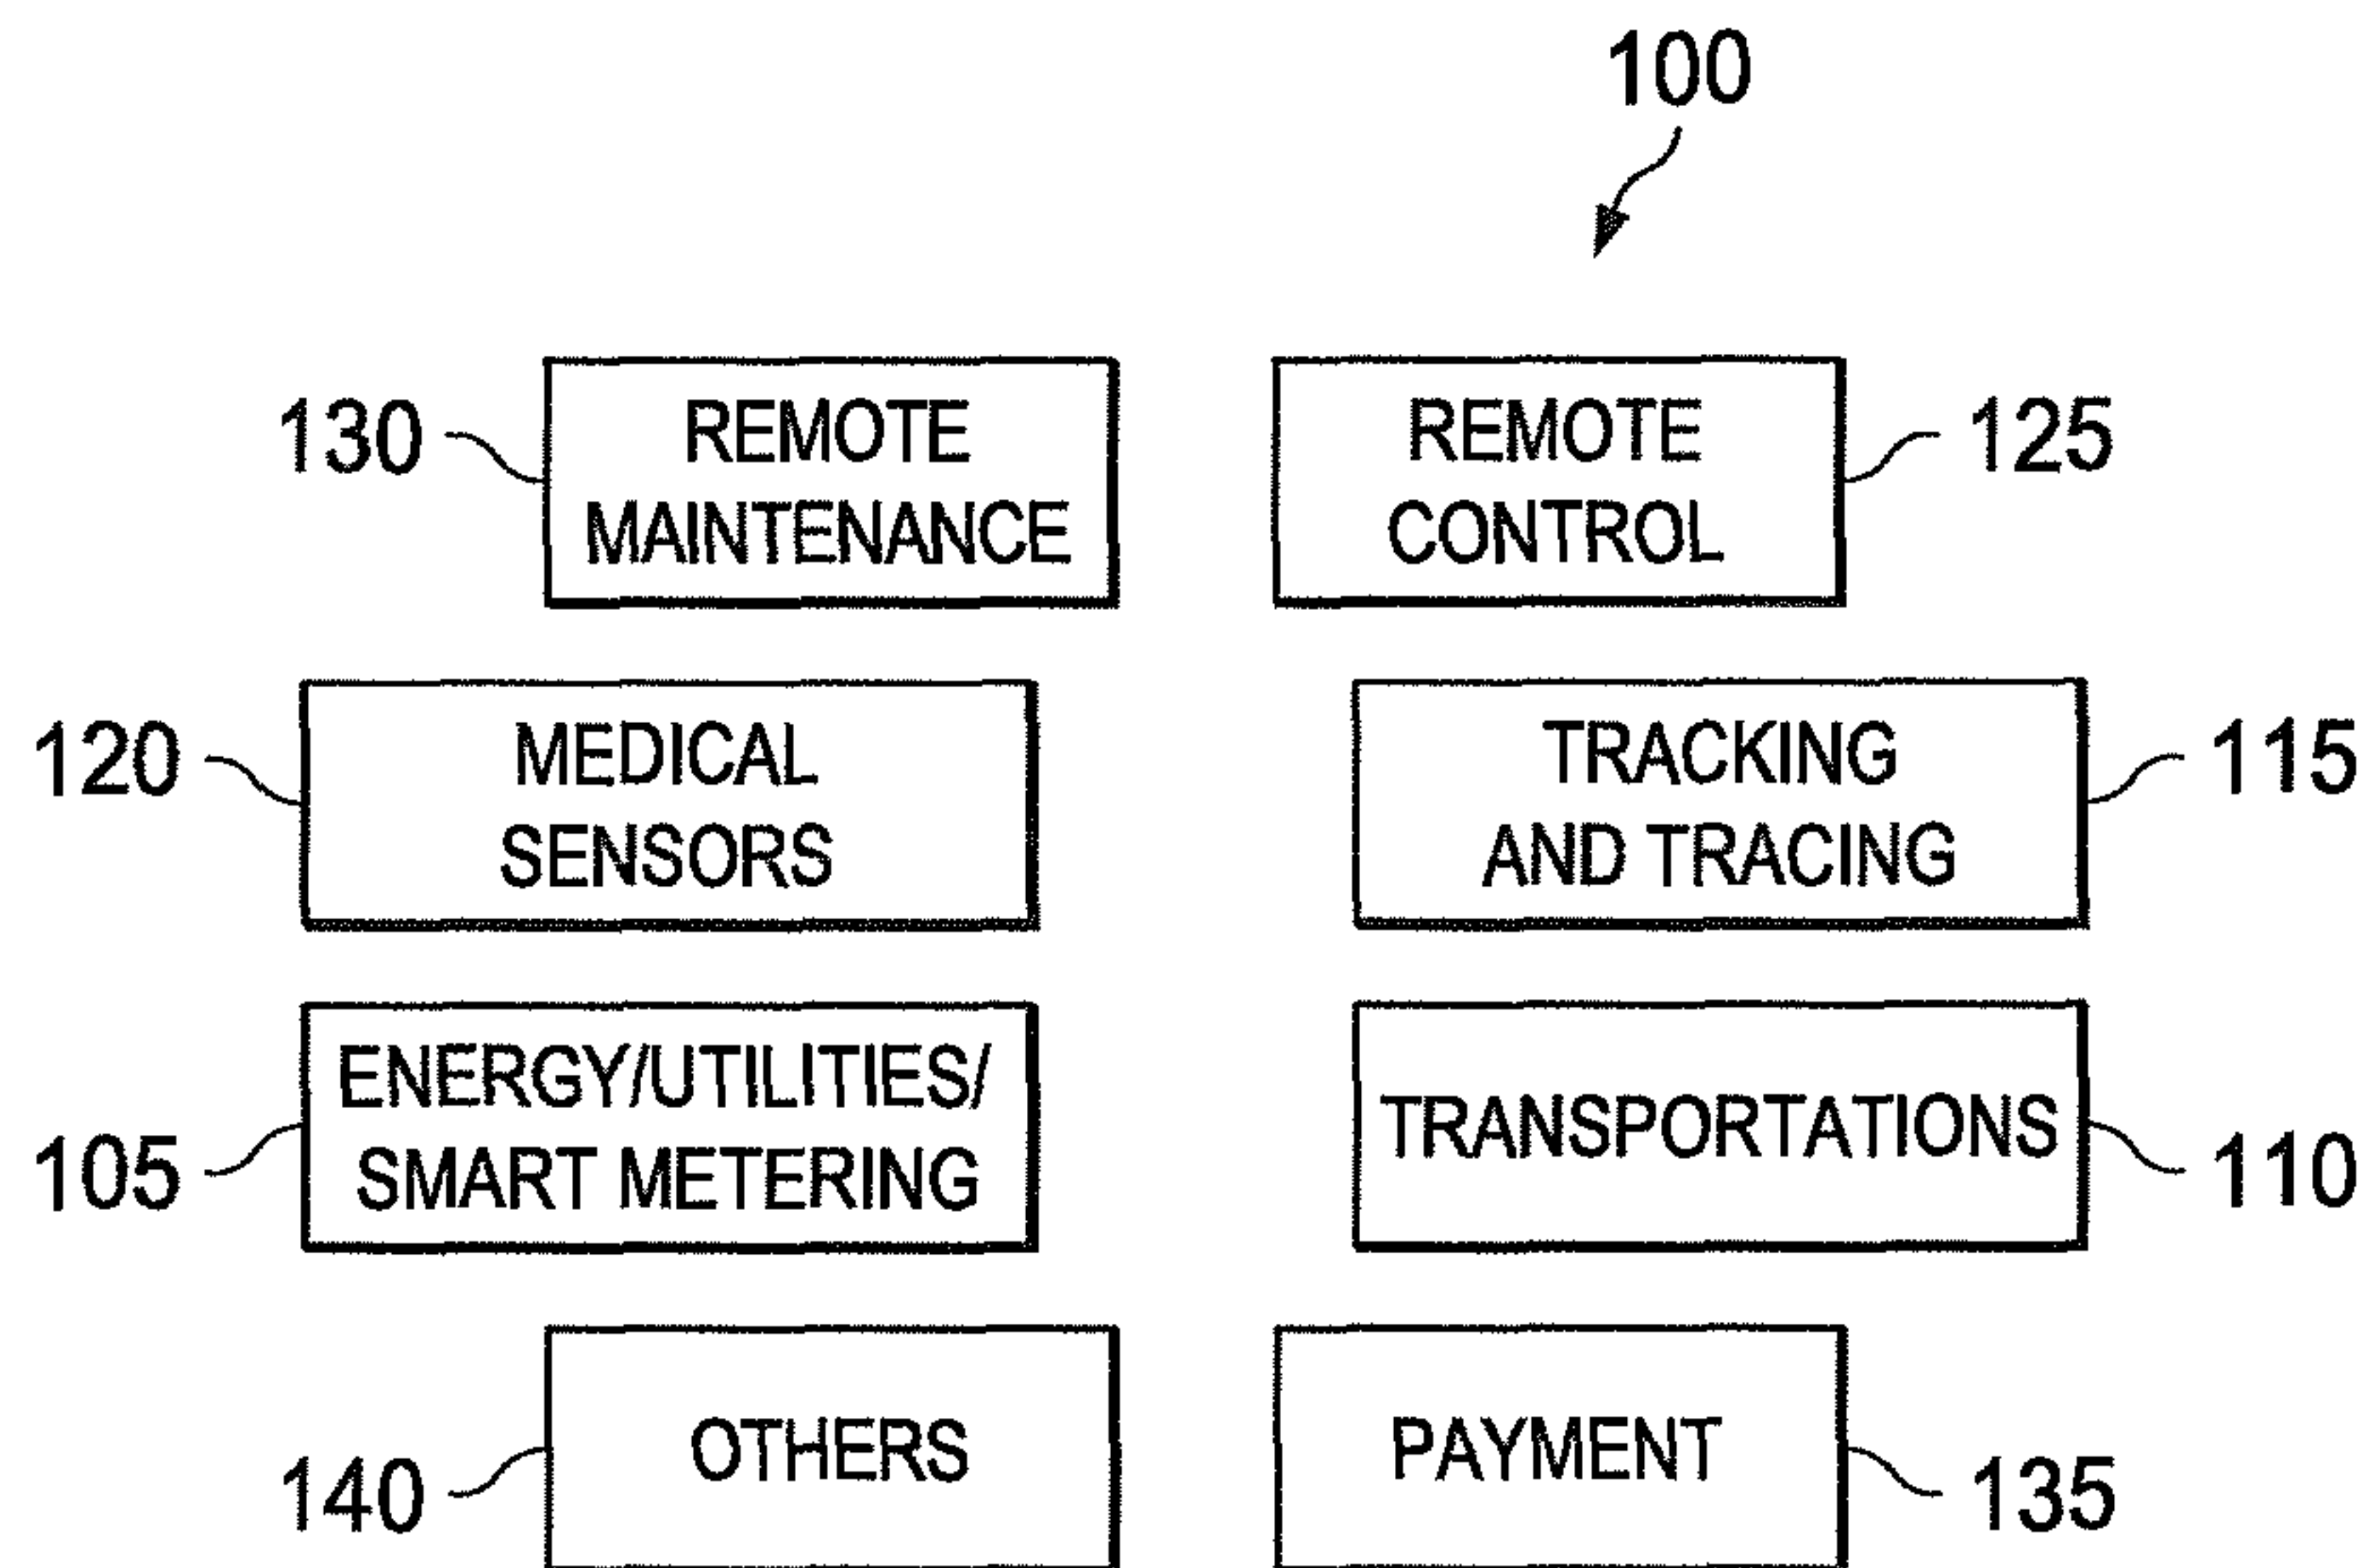 100
130
REMOTE
MAINTENANCE
REMOTE
CONTROL
125
120
MEDICAL
SENSORS
TRACKING
AND TRACING
115
105
ENERGY/UTILITIES/
SMART METERING
TRANSPORTATIONS
110
140
OTHERS
PAYMENT
135